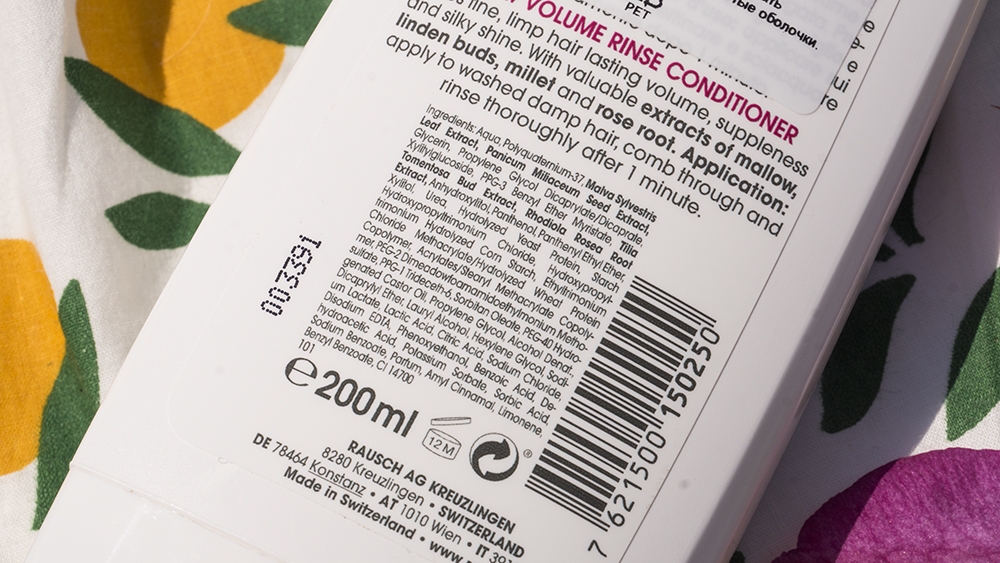 ные оболочки.
PET
VOLUME RINSE CONDITIONER
fine, limp hair lasting volume, suppleness
and silky shine. With valuable extracts of mallow,
linden buds, millet and rose root. Application:
apply to washed damp hair, comb through and
rinse thoroughly after 1 minute.
Ingredients: Aqua, Polyquaternium-37, Malva Sylvestris
Leaf Extract, Panicum Miliaceum Seed Extract,
Glycerin, Propylene Glycol Dicaprylate/Dicaprate,
Xylitylglucoside, PPG-3 Benzyl Ether Myristate, Tilia
Tomentosa Bud Extract, Rhodiola Rosea Root
Extract, Anhydroxylitol, Panthenol, Panthenyl Ethyl Ether,
Xylitol, Urea, Hydrolyzed Yeast Protein, Starch
Hydroxypropyltrimonium Chloride, Hydroxypropyl-
trimonium Hydrolyzed Corn Starch, Ethyltrimonium
Chloride Methacrylate/Hydrolyzed Wheat Protein
Copolymer, Acrylates/Stearyl Methacrylate Copoly-
mer, PEG-2 Dimeadowfoamamidoethylmonium Metho-
sulfate, PPG-1 Trideceth-6, Sorbitan Oleate, PEG-40 Hydro-
genated Castor Oil, Propylene Glycol, Alcohol Denat.,
Dicaprylyl Ether, Lauryl Alcohol, Hexylene Glycol, Sodi-
um Lactate, Lactic Acid, Citric Acid, Sodium Chloride,
Disodium EDTA, Phenoxyethanol, Benzoic Acid, De-
hydroacetic Acid, Potassium Sorbate, Sorbic Acid,
Sodium Benzoate, Parfum, Amyl Cinnamal, Limonene,
Benzyl Benzoate, CI 14700
101
003391
℮ 200 ml
12 M
®
7 621500 150250
RAUSCH AG KREUZLINGEN
8280 Kreuzlingen • SWITZERLAND
DE 78464 Konstanz • AT 1010 Wien • IT 39
Made in Switzerland • www.